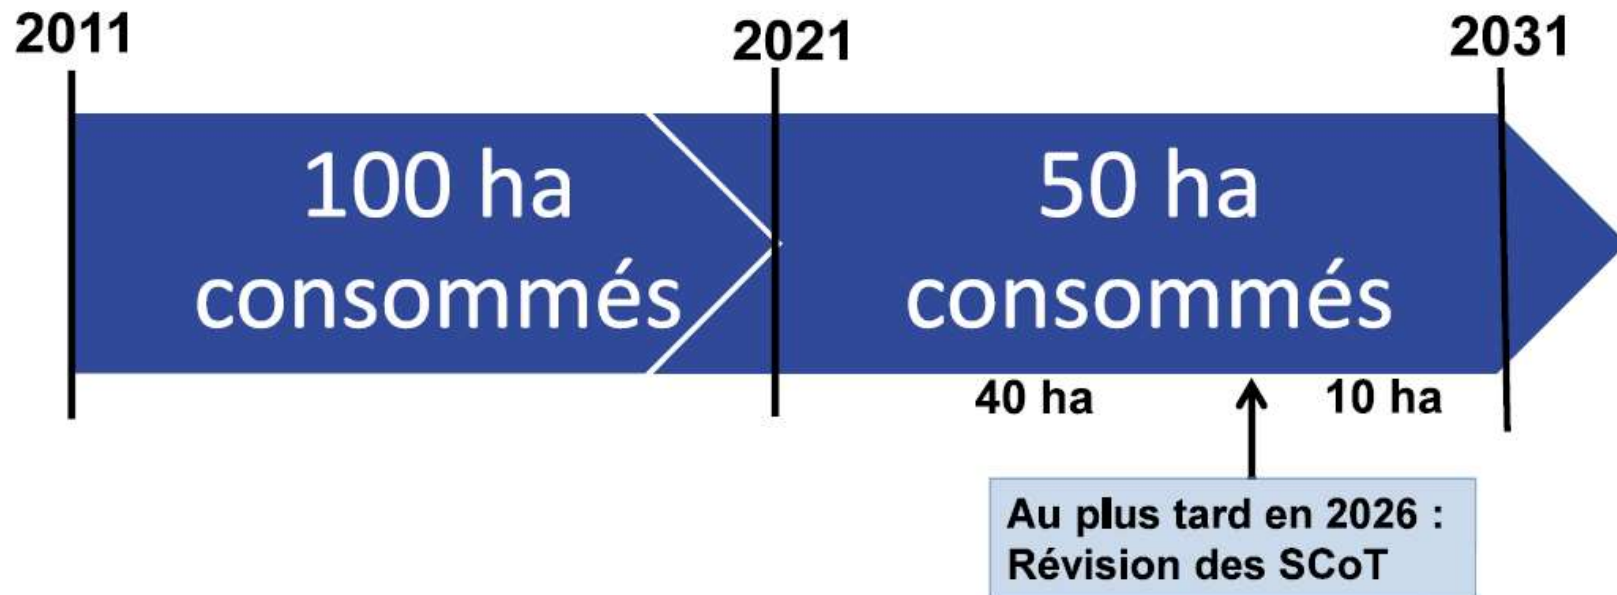 2011
2021
2031
100 ha
consommés
50 ha
consommés
40 ha
10 ha
Au plus tard en 2026 :
Révision des SCoT